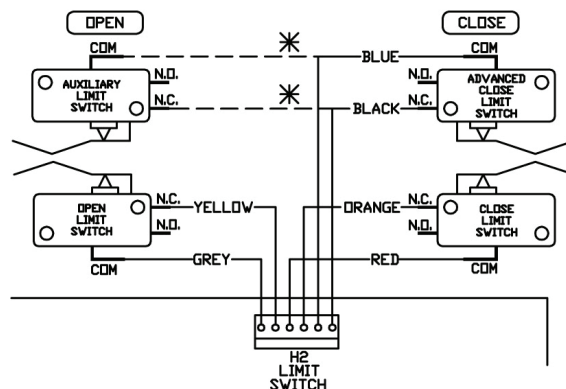 OPEN
CLOSE
COM
COM
BLUE
AUXILIARY
LIMIT
SWITCH
N.O.
N.C.
N.O.
N.C.
ADVANCED
CLOSE
LIMIT
SWITCH
BLACK
OPEN
LIMIT
SWITCH
N.C.
N.O.
YELLOW
ORANGE
N.C.
N.O.
CLOSE
LIMIT
SWITCH
COM
GREY
RED
COM
H2
LIMIT
SWITCH